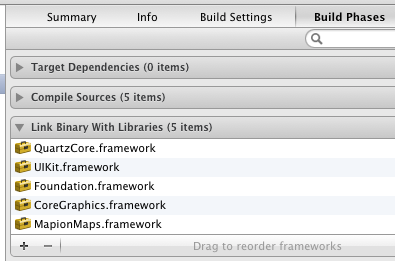 Summary Info Build Settings Build Phases
Target Dependencies (0 items)
Compile Sources (5 items)
Link Binary With Libraries (5 items)
QuartzCore.framework
UIKit.framework
Foundation.framework
CoreGraphics.framework
MapionMaps.framework
Drag to reorder frameworks